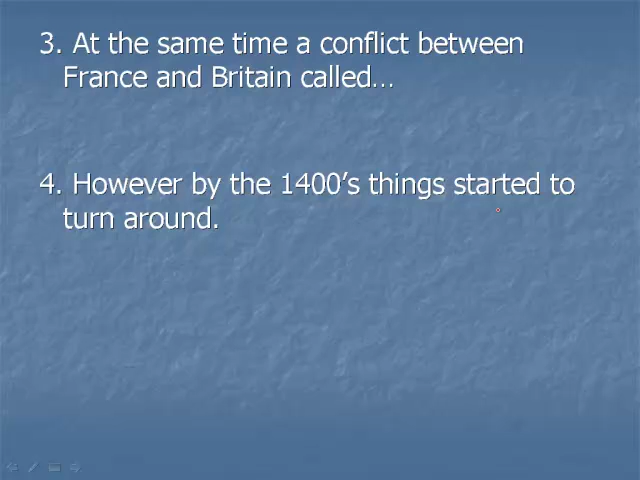 3. At the same time a conflict between
France and Britain called…
4. However by the 1400’s things started to
turn around.